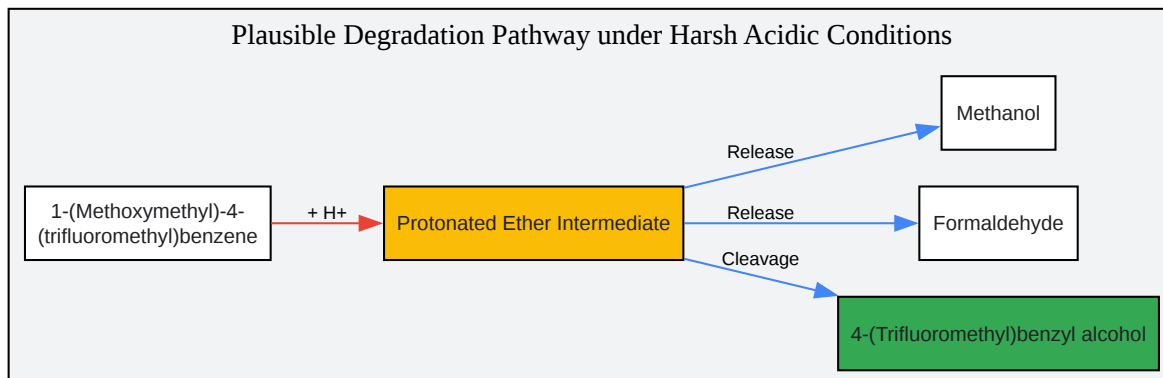 Plausible Degradation Pathway under Harsh Acidic Conditions
Methanol
Release
1-(Methoxymethyl)-4-
(trifluoromethyl)benzene
+ H+
Protonated Ether Intermediate
Release
Formaldehyde
Cleavage
4-(Trifluoromethyl)benzyl alcohol